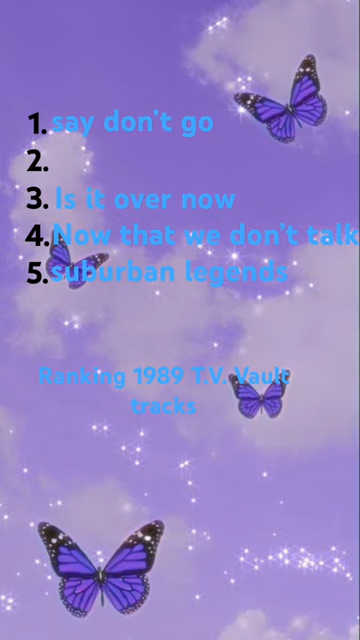 1. say don't go
2.
3. Is it over now
4. Now that we don't talk
5. suburban legends
Ranking 1989 T.V. Vault
tracks